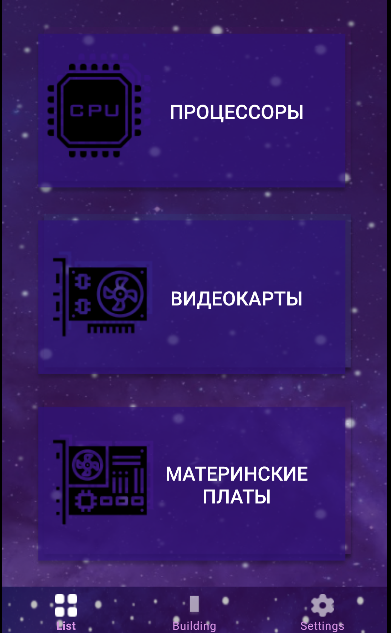 CPU
ПРОЦЕССОРЫ
ВИДЕОКАРТЫ
МАТЕРИНСКИЕ
ПЛАТЫ
List Building Settings